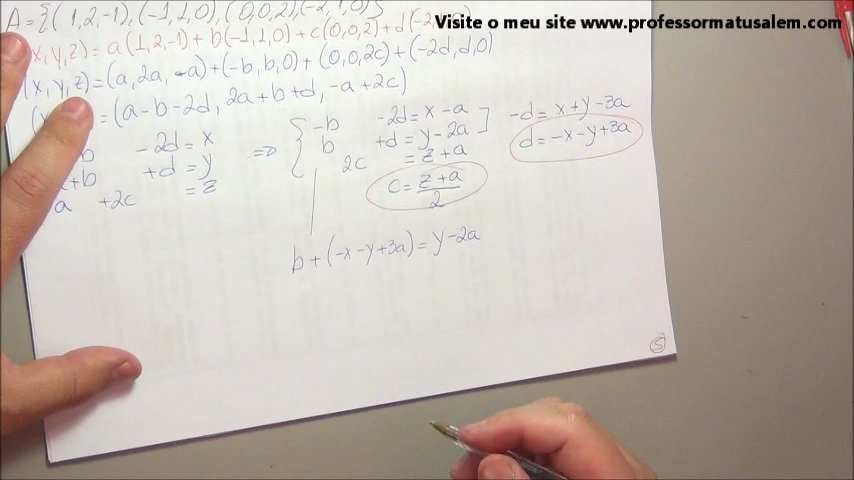 Visite o meu site www.professormatusalem.com
A = {(1,2,-1),(-1,1,0),(0,0,2),(-2,1,0)}
x,y,z) = a(1,2,-1) + b(-1,1,0) + c(0,0,2) + d(-2,
(x,y,z) = (a, 2a, -a) + (-b, b, 0) + (0,0,2c) + (-2d, d, 0)
= (a-b-2d, 2a+b+d, -a+2c)
b -2d = x
+b +d = y
a +2c = z
=> { -b -2d = x-a
b +d = y-2a ]
2c = z+a
c = z+a/2
-d = x+y-3a
d = -x-y+3a
b + (-x-y+3a) = y-2a
5